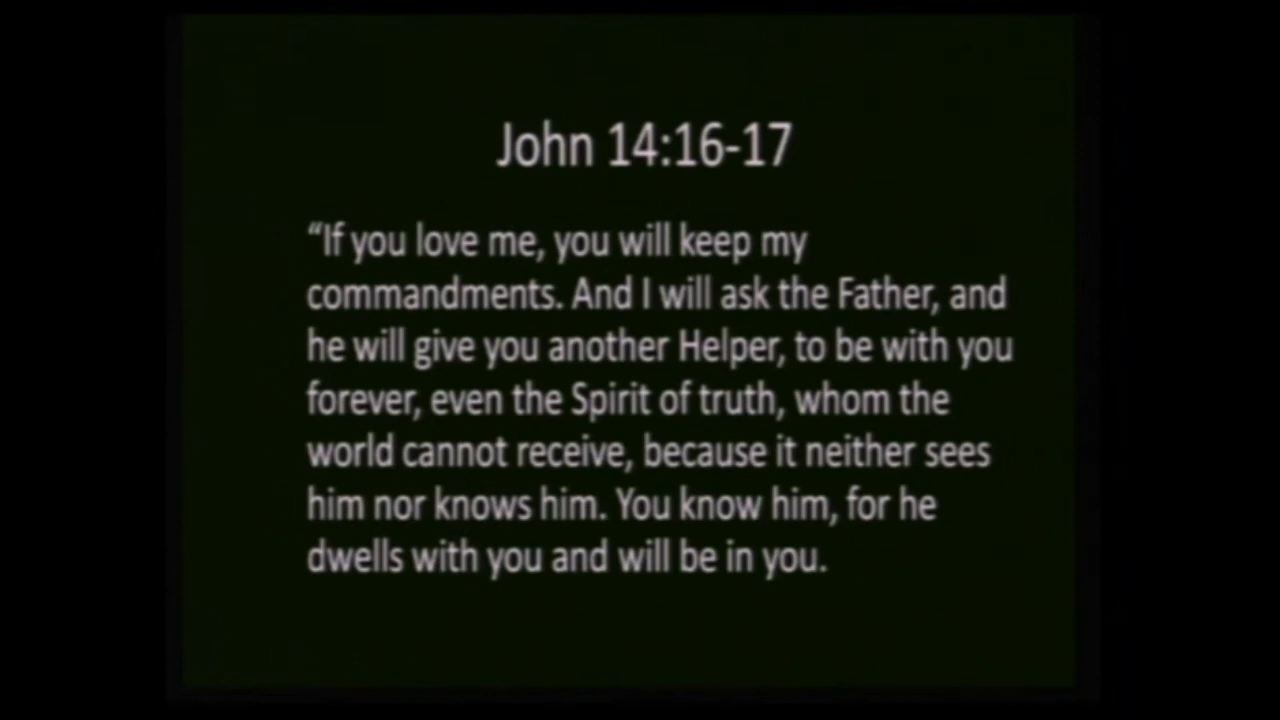 John 14:16-17
“If you love me, you will keep my
commandments. And I will ask the Father, and
he will give you another Helper, to be with you
forever, even the Spirit of truth, whom the
world cannot receive, because it neither sees
him nor knows him. You know him, for he
dwells with you and will be in you.